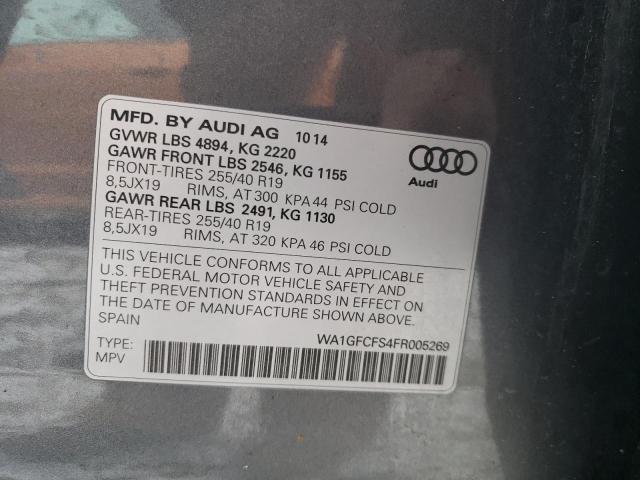 MFD. BY AUDI AG 10 14
GVWR LBS 4894, KG 2220
GAWR FRONT LBS 2546, KG 1155
FRONT-TIRES 255/40 R19
8,5JX19 RIMS, AT 300 KPA 44 PSI COLD
GAWR REAR LBS 2491, KG 1130
REAR-TIRES 255/40 R19
8,5JX19 RIMS, AT 320 KPA 46 PSI COLD
Audi
THIS VEHICLE CONFORMS TO ALL APPLICABLE
U.S. FEDERAL MOTOR VEHICLE SAFETY AND
THEFT PREVENTION STANDARDS IN EFFECT ON
THE DATE OF MANUFACTURE SHOWN ABOVE.
SPAIN
WA1GFCFS4FR005269
TYPE:
MPV